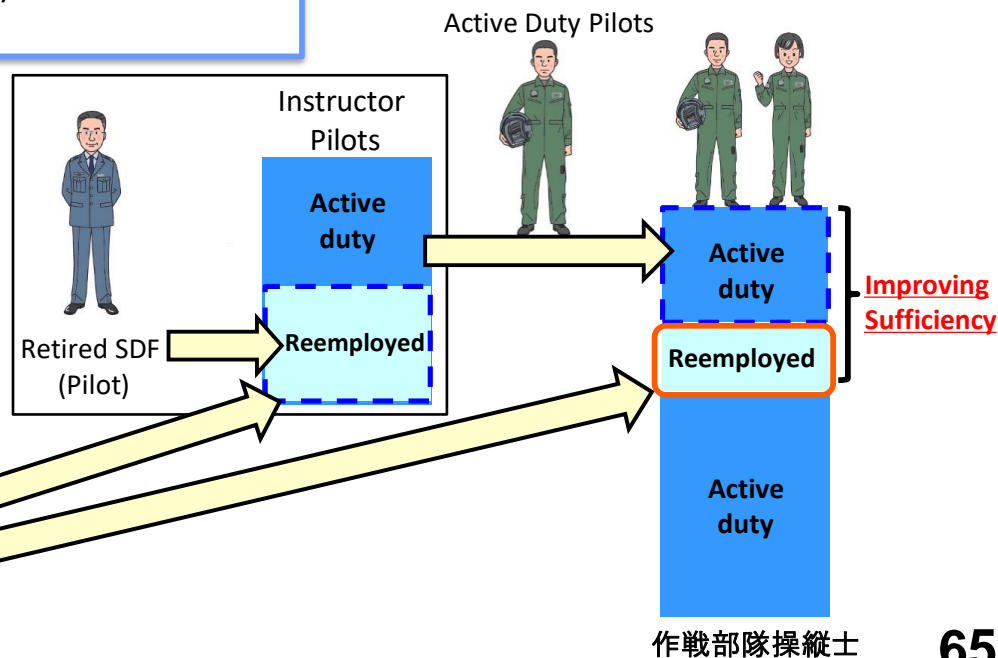 Active Duty Pilots
Instructor
Pilots
Active
duty
Reemployed
Retired SDF
(Pilot)
Active
duty
Reemployed
Improving
Sufficiency
Active
duty
作戦部隊操縦士
65